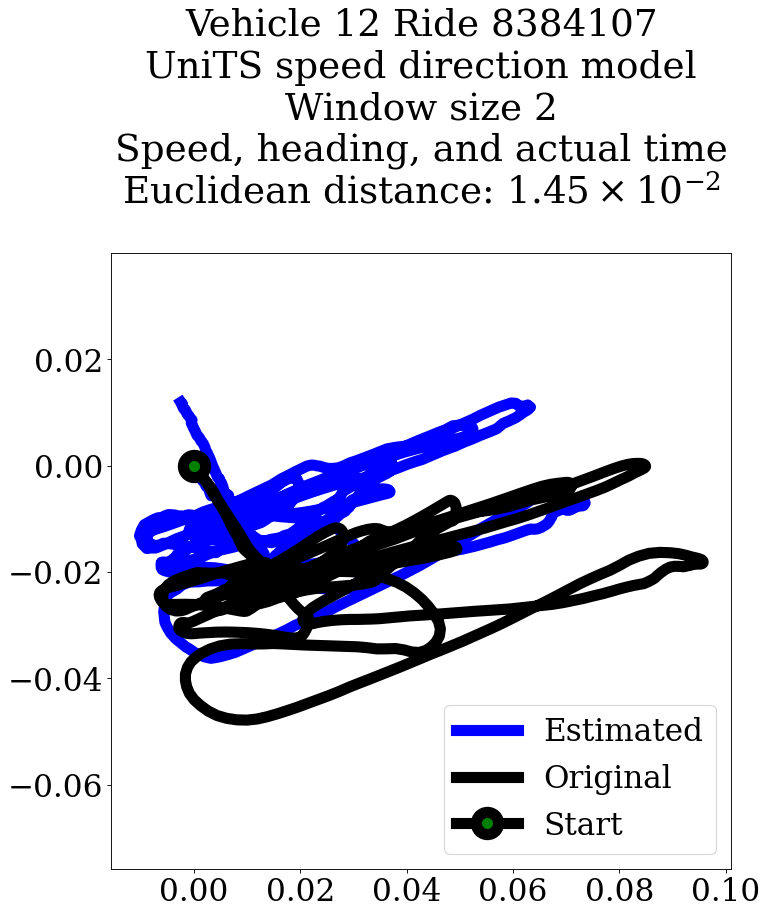 Vehicle 12 Ride 8384107
UniTS speed direction model
Window size 2
Speed, heading, and actual time
Euclidean distance: 1.45 × 10⁻²
0.02
0.00
−0.02
−0.04
−0.06
Estimated
Original
Start
0.00 0.02 0.04 0.06 0.08 0.10